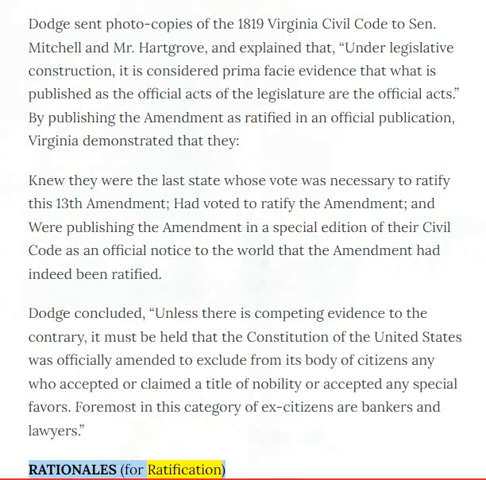 Dodge sent photo-copies of the 1819 Virginia Civil Code to Sen.
Mitchell and Mr. Hartgrove, and explained that, “Under legislative
construction, it is considered prima facie evidence that what is
published as the official acts of the legislature are the official acts.”
By publishing the Amendment as ratified in an official publication,
Virginia demonstrated that they:
Knew they were the last state whose vote was necessary to ratify
this 13th Amendment; Had voted to ratify the Amendment; and
Were publishing the Amendment in a special edition of their Civil
Code as an official notice to the world that the Amendment had
indeed been ratified.
Dodge concluded, “Unless there is competing evidence to the
contrary, it must be held that the Constitution of the United States
was officially amended to exclude from its body of citizens any
who accepted or claimed a title of nobility or accepted any special
favors. Foremost in this category of ex-citizens are bankers and
lawyers.”
RATIONALES (for Ratification)